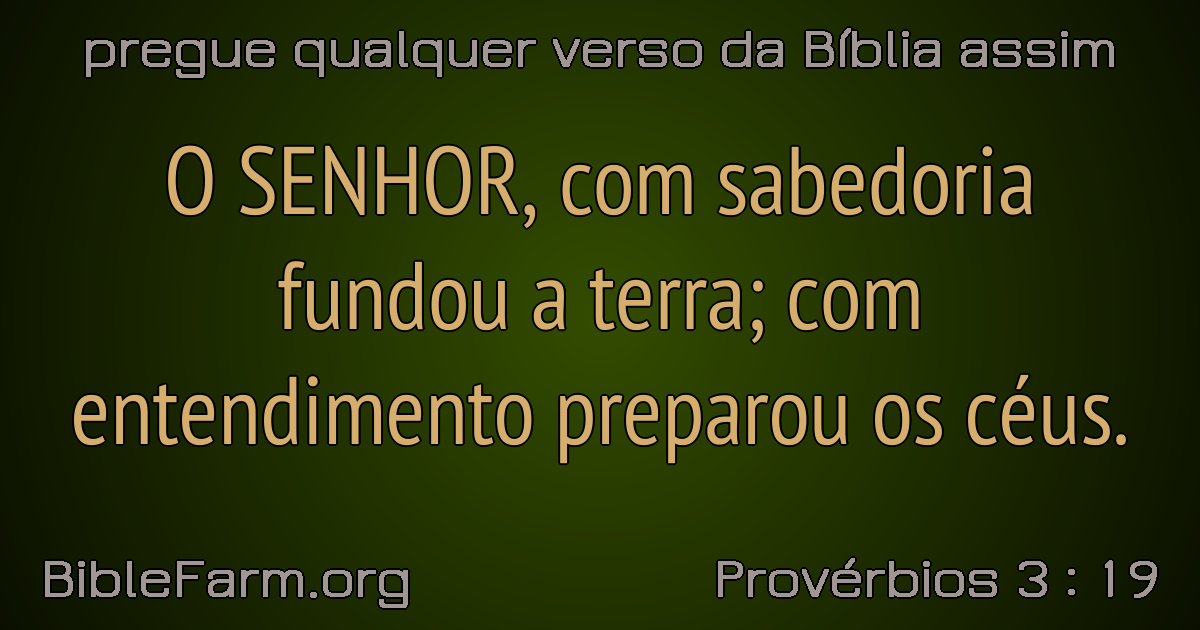 pregue qualquer verso da Bíblia assim
O SENHOR, com sabedoria
fundou a terra; com
entendimento preparou os céus.
BibleFarm.org
Provérbios 3 : 19